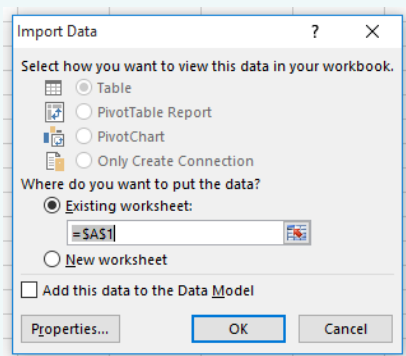 Import Data ? ×
Select how you want to view this data in your workbook.
Table
PivotTable Report
PivotChart
Only Create Connection
Where do you want to put the data?
Existing worksheet:
=$A$1
New worksheet
Add this data to the Data Model
Properties... OK Cancel